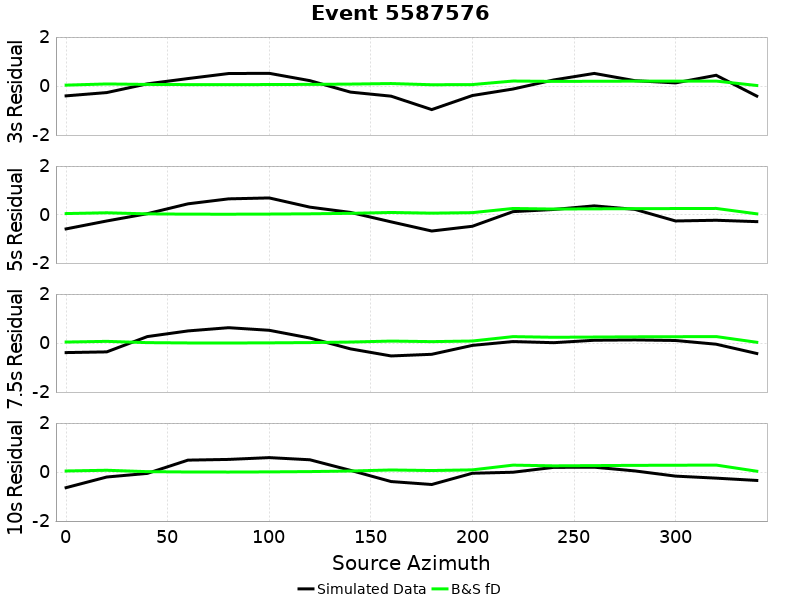 Event 5587576
3s Residual
2
0
-2
5s Residual
2
0
-2
7.5s Residual
2
0
-2
10s Residual
2
0
-2
0 50 100 150 200 250 300
Source Azimuth
Simulated Data B&S fD